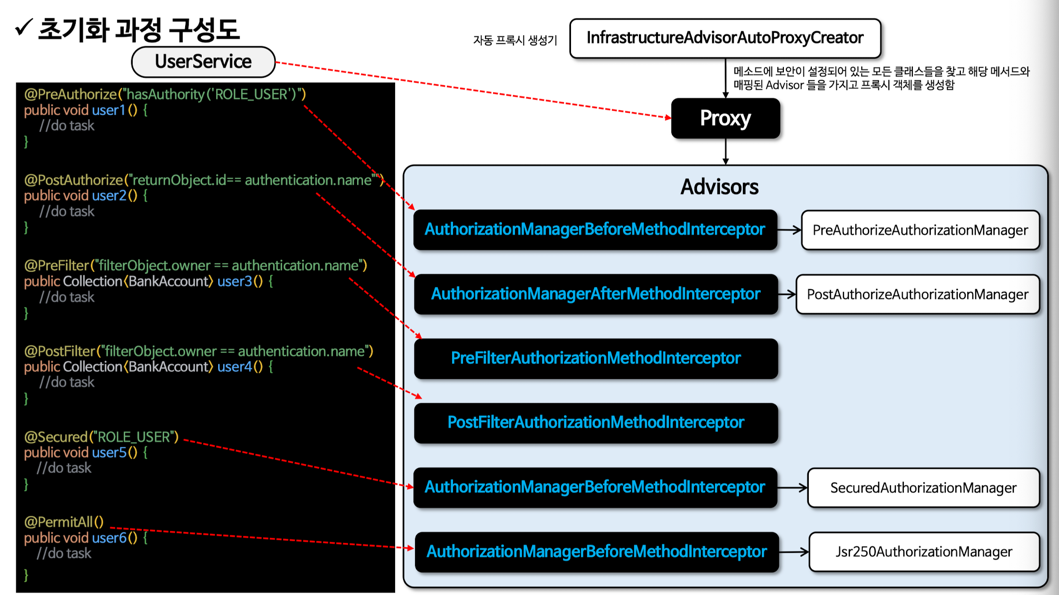 ✓ 초기화 과정 구성도
UserService
자동 프록시 생성기
InfrastructureAdvisorAutoProxyCreator
메소드에 보안이 설정되어 있는 모든 클래스들을 찾고 해당 메서드와
매핑된 Advisor 들을 가지고 프록시 객체를 생성함
Proxy
@PreAuthorize("hasAuthority('ROLE_USER')")
public void user1() {
//do task
}
@PostAuthorize("returnObject.id== authentication.name"")
public void user2() {
//do task
}
@PreFilter("filterObject.owner == authentication.name")
public Collection<BankAccount> user3() {
//do task
}
@PostFilter("filterObject.owner == authentication.name")
public Collection<BankAccount> user4() {
//do task
}
@Secured("ROLE_USER")
public void user5() {
//do task
}
@PermitAll()
public void user6() {
//do task
}
Advisors
AuthorizationManagerBeforeMethodInterceptor
PreAuthorizeAuthorizationManager
AuthorizationManagerAfterMethodInterceptor
PostAuthorizeAuthorizationManager
PreFilterAuthorizationMethodInterceptor
PostFilterAuthorizationMethodInterceptor
AuthorizationManagerBeforeMethodInterceptor
SecuredAuthorizationManager
AuthorizationManagerBeforeMethodInterceptor
Jsr250AuthorizationManager